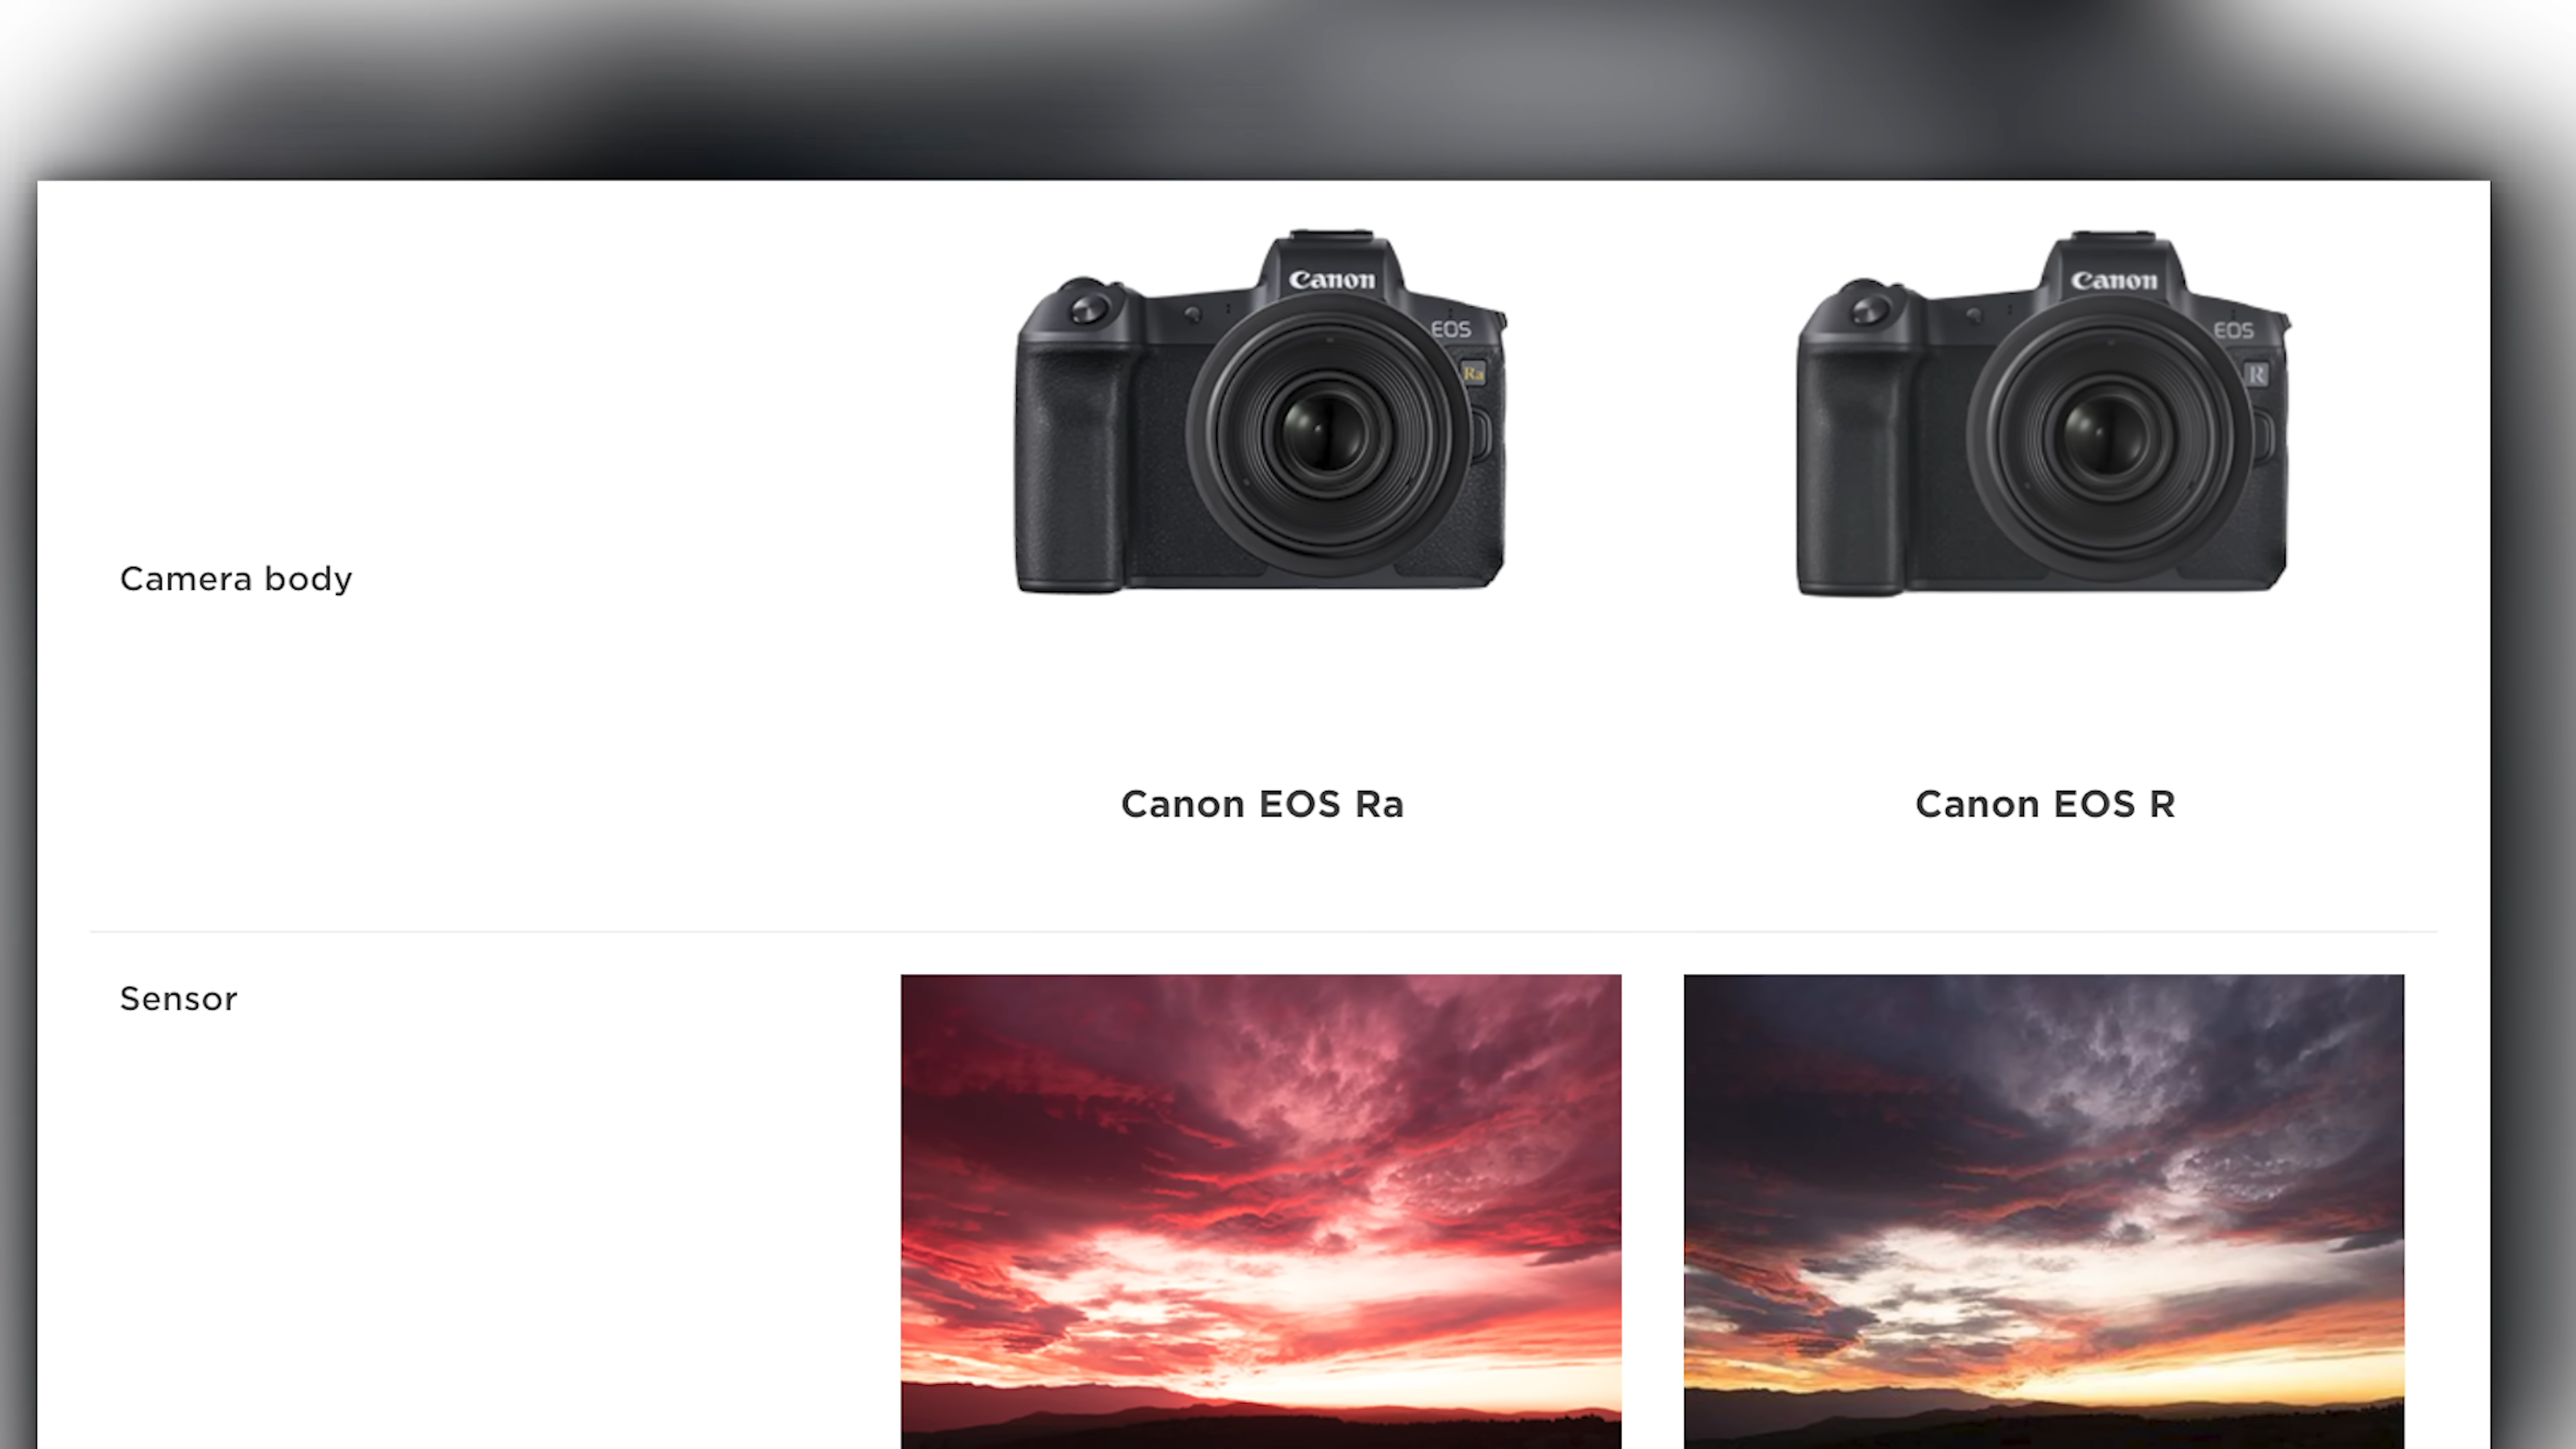 Canon
EOS
Ra
Canon
EOS
R
Camera body
Canon EOS Ra
Canon EOS R
Sensor